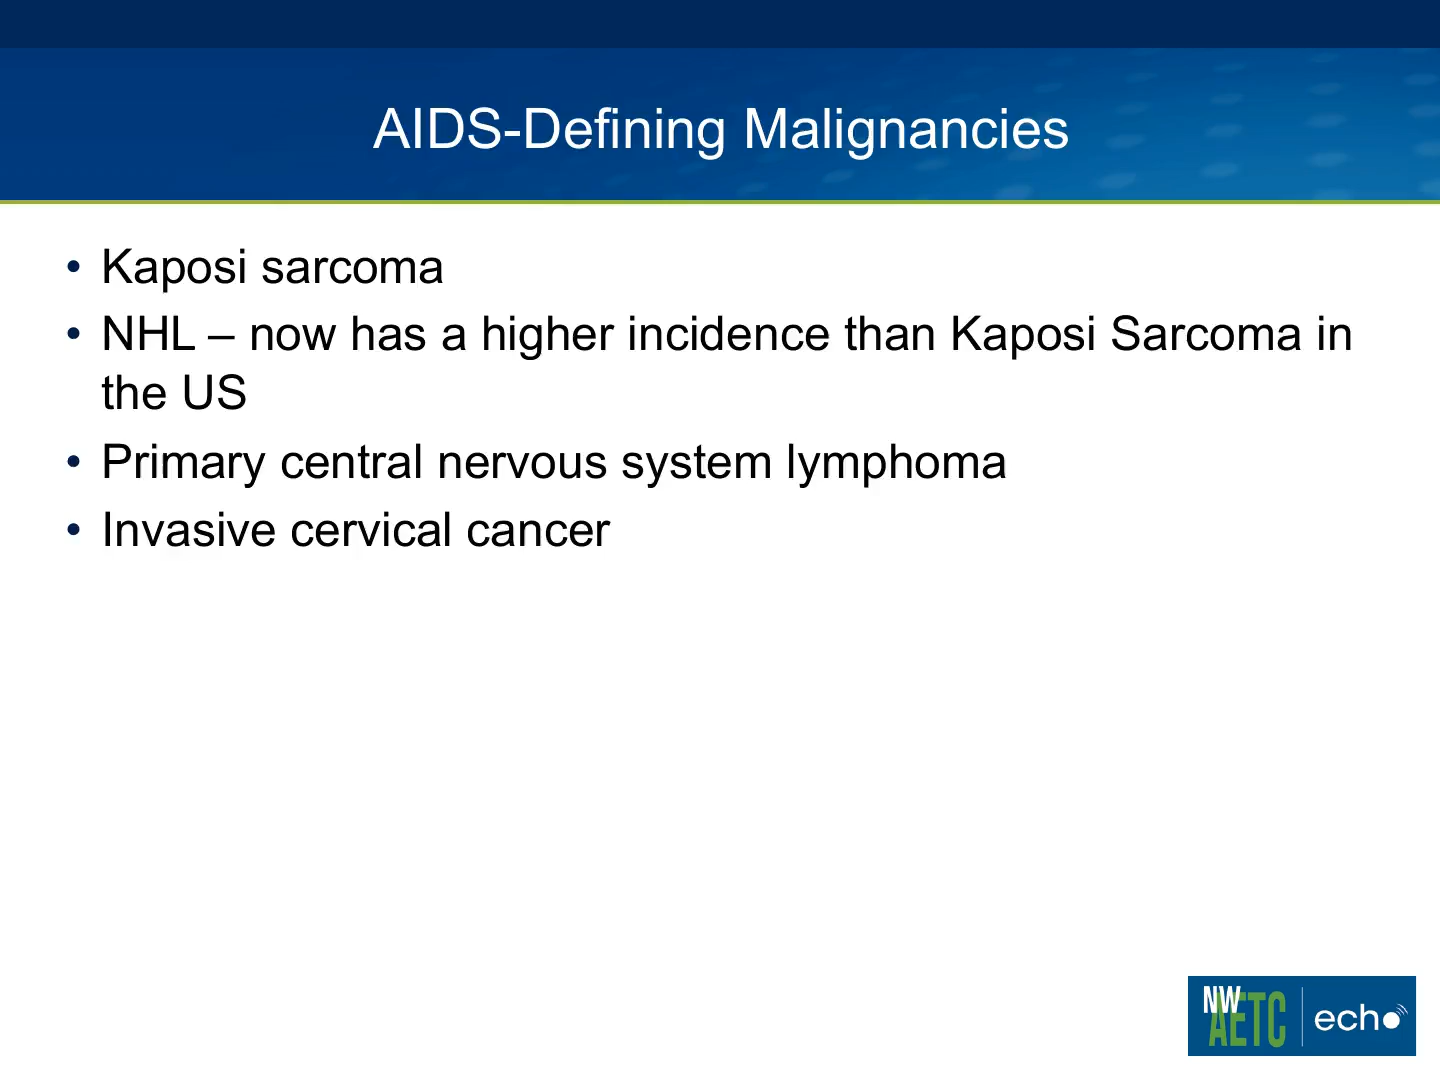 AIDS-Defining Malignancies
• Kaposi sarcoma
• NHL – now has a higher incidence than Kaposi Sarcoma in
the US
• Primary central nervous system lymphoma
• Invasive cervical cancer
NW
AETC
echo